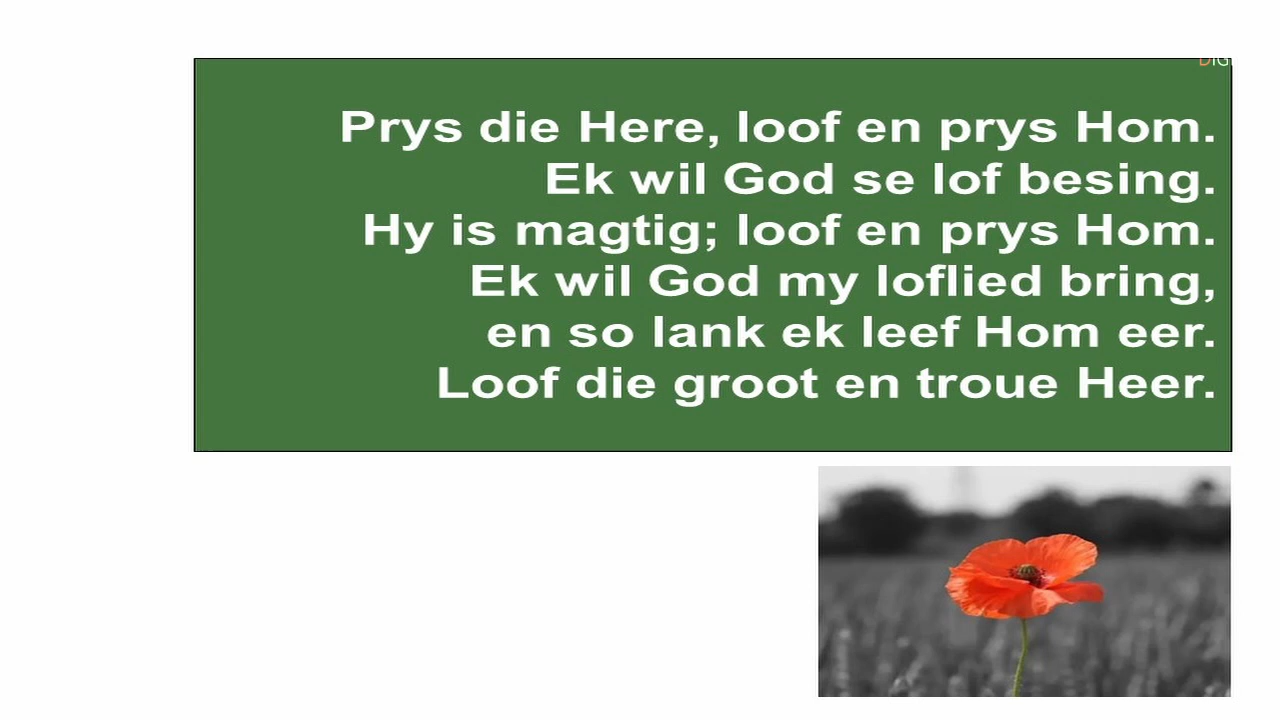 Prys die Here, loof en prys Hom.
Ek wil God se lof besing.
Hy is magtig; loof en prys Hom.
Ek wil God my loflied bring,
en so lank ek leef Hom eer.
Loof die groot en troue Heer.